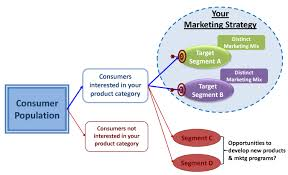 Your
Marketing Strategy
Distinct
Marketing Mix
Target
Segment A
Distinct
Marketing Mix
Target
Segment B
Consumers
interested in your
product category
Consumer
Population
Consumers not
interested in your
product category
Segment C
Segment D
Opportunities to
develop new products
& mktg programs?